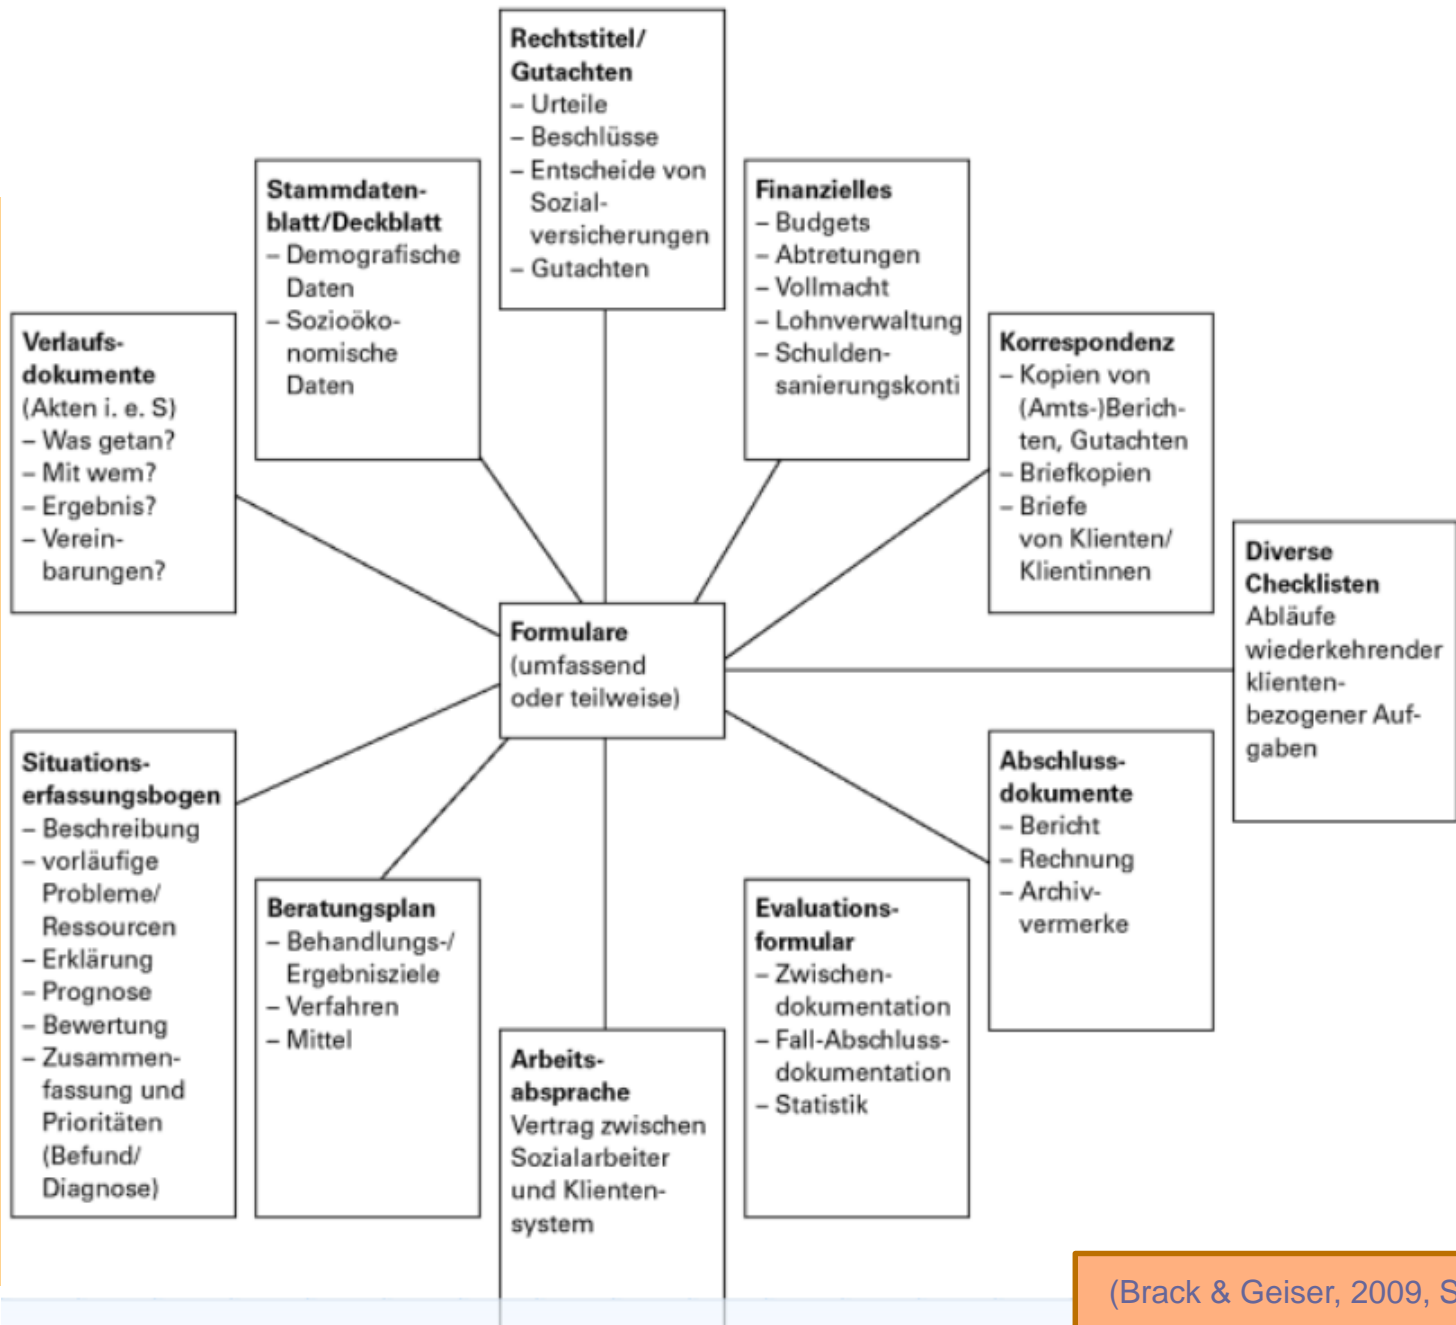 Rechtstitel/
Gutachten
– Urteile
– Beschlüsse
– Entscheide von
Sozial-
versicherungen
– Gutachten
Stammdaten-
blatt/Deckblatt
– Demografische
Daten
– Sozioöko-
nomische
Daten
Finanzielles
– Budgets
– Abtretungen
– Vollmacht
– Lohnverwaltung
– Schulden-
sanierungskonti
Verlaufs-
dokumente
(Akten i. e. S)
– Was getan?
– Mit wem?
– Ergebnis?
– Verein-
barungen?
Korrespondenz
– Kopien von
(Amts-)Berich-
ten, Gutachten
– Briefkopien
– Briefe
von Klienten/
Klientinnen
Diverse
Checklisten
Abläufe
wiederkehrender
klienten-
bezogener Auf-
gaben
Formulare
(umfassend
oder teilweise)
Situations-
erfassungsbogen
– Beschreibung
– vorläufige
Probleme/
Ressourcen
– Erklärung
– Prognose
– Bewertung
– Zusammen-
fassung und
Prioritäten
(Befund/
Diagnose)
Beratungsplan
– Behandlungs-/
Ergebnisziele
– Verfahren
– Mittel
Arbeits-
absprache
Vertrag zwischen
Sozialarbeiter
und Klienten-
system
Evaluations-
formular
– Zwischen-
dokumentation
– Fall-Abschluss-
dokumentation
– Statistik
Abschluss-
dokumente
– Bericht
– Rechnung
– Archiv-
vermerke
(Brack & Geiser, 2009, S